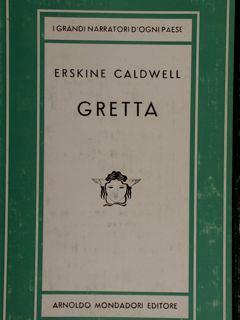 I GRANDI NARRATORI D'OGNI PAESE
ERSKINE CALDWELL
GRETTA
ARNOLDO MONDADORI EDITORE